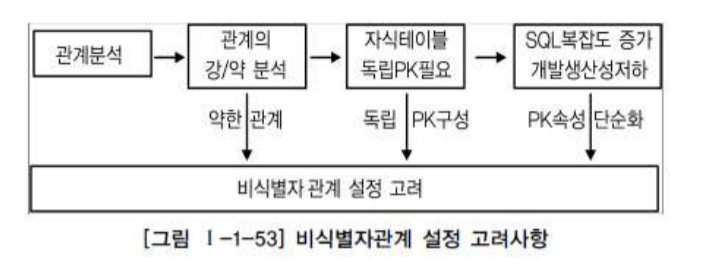 관계분석
관계의
강/약 분석
자식테이블
독립PK필요
SQL복잡도 증가
개발생산성저하
약한 관계
독립 PK구성
PK속성 단순화
비식별자관계 설정 고려
[그림 Ⅰ-1-53] 비식별자관계 설정 고려사항